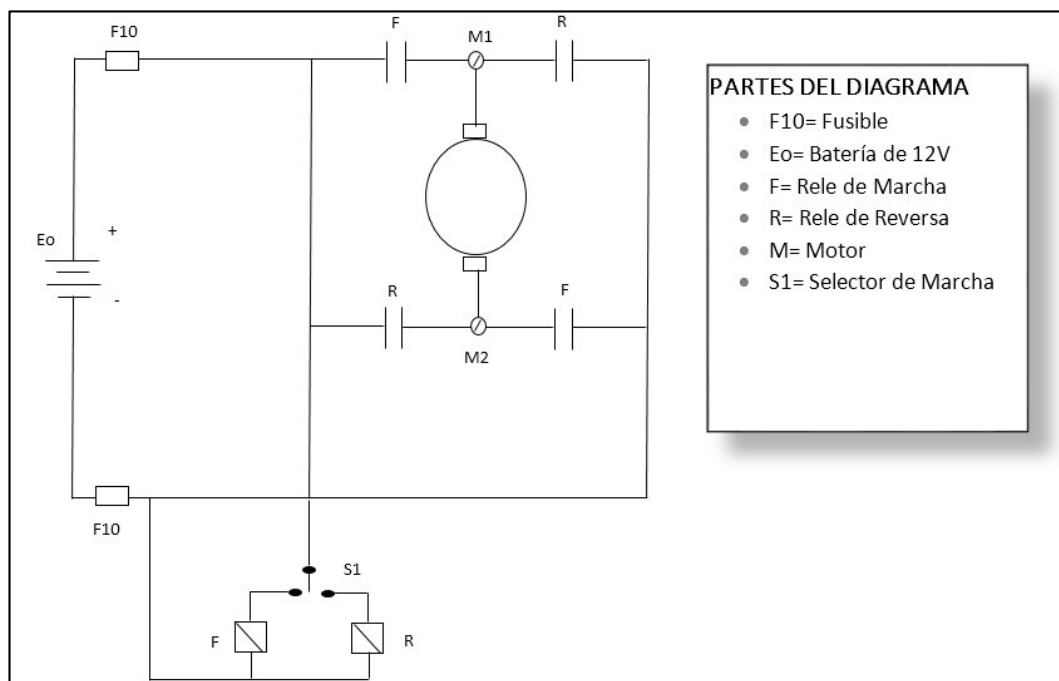 F10
F
M1
R
Eo
+
-
R
F
M2
F10
S1
F
R
PARTES DEL DIAGRAMA
• F10= Fusible
• Eo= Batería de 12V
• F= Rele de Marcha
• R= Rele de Reversa
• M= Motor
• S1= Selector de Marcha